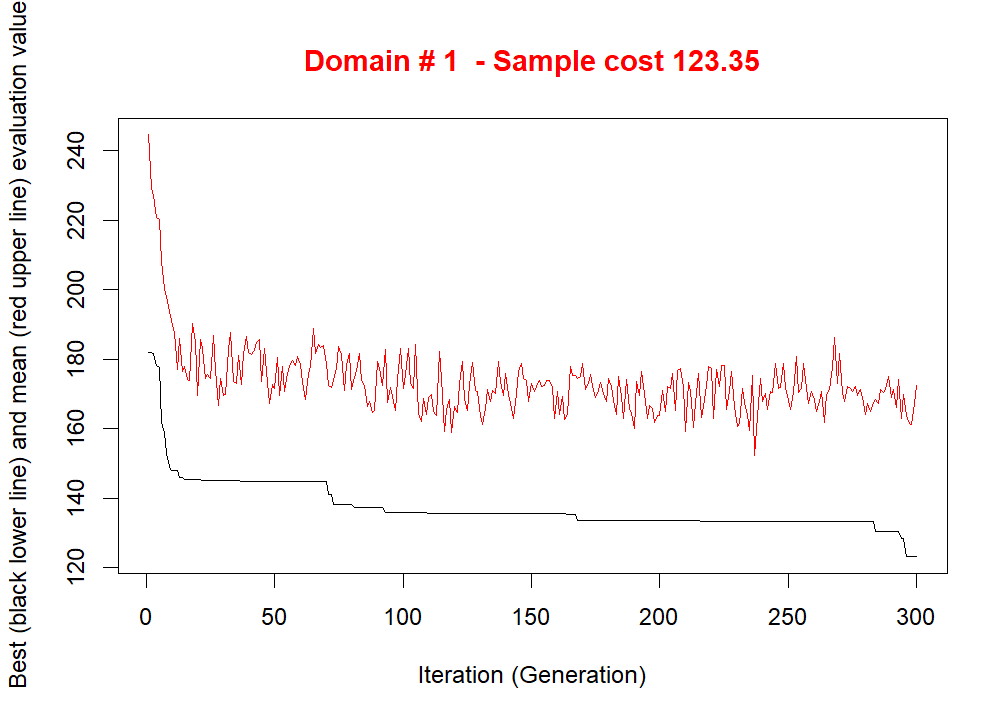 Domain # 1  - Sample cost 123.35
Best (black lower line) and mean (red upper line) evaluation value
240
220
200
180
160
140
120
0 50 100 150 200 250 300
Iteration (Generation)